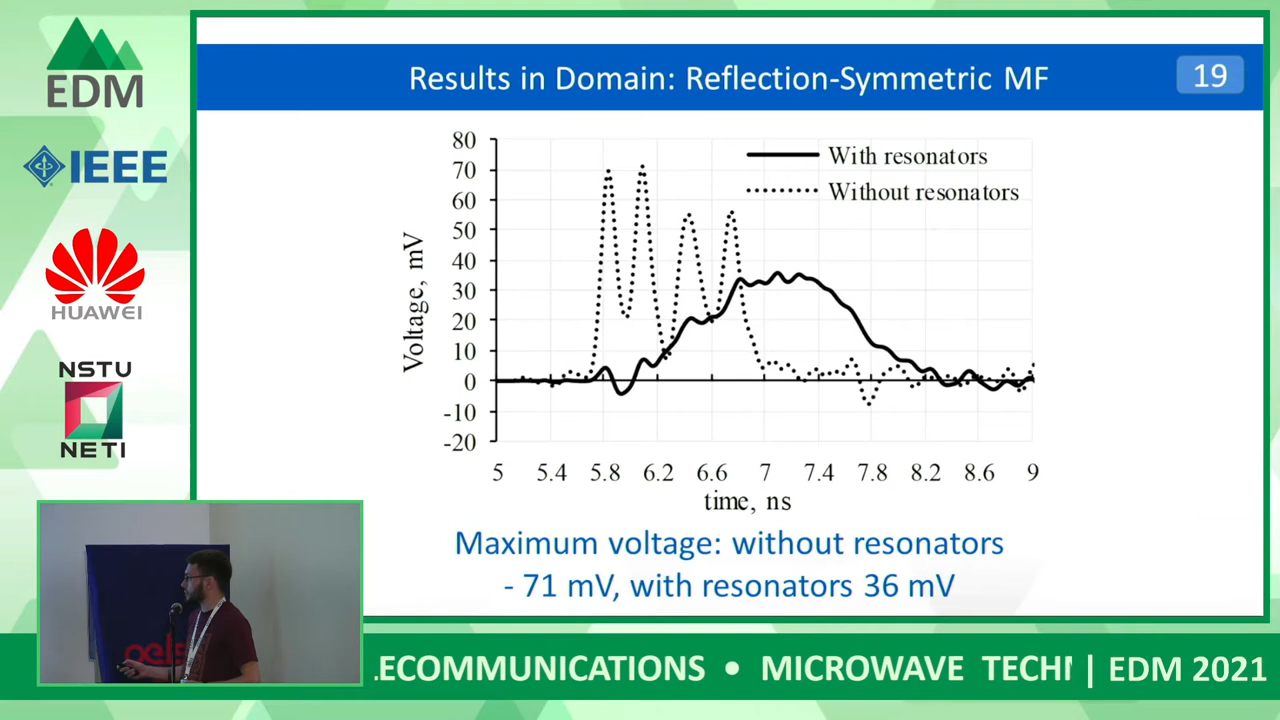 EDM
IEEE
HUAWEI
NSTU
NETI
Results in Domain: Reflection-Symmetric MF
19
80
70
60
50
40
30
20
10
0
-10
-20
Voltage, mV
With resonators
Without resonators
5 5.4 5.8 6.2 6.6 7 7.4 7.8 8.2 8.6 9
time, ns
Maximum voltage: without resonators
- 71 mV, with resonators 36 mV
ECOMMUNICATIONS • MICROWAVE TECH | EDM 2021